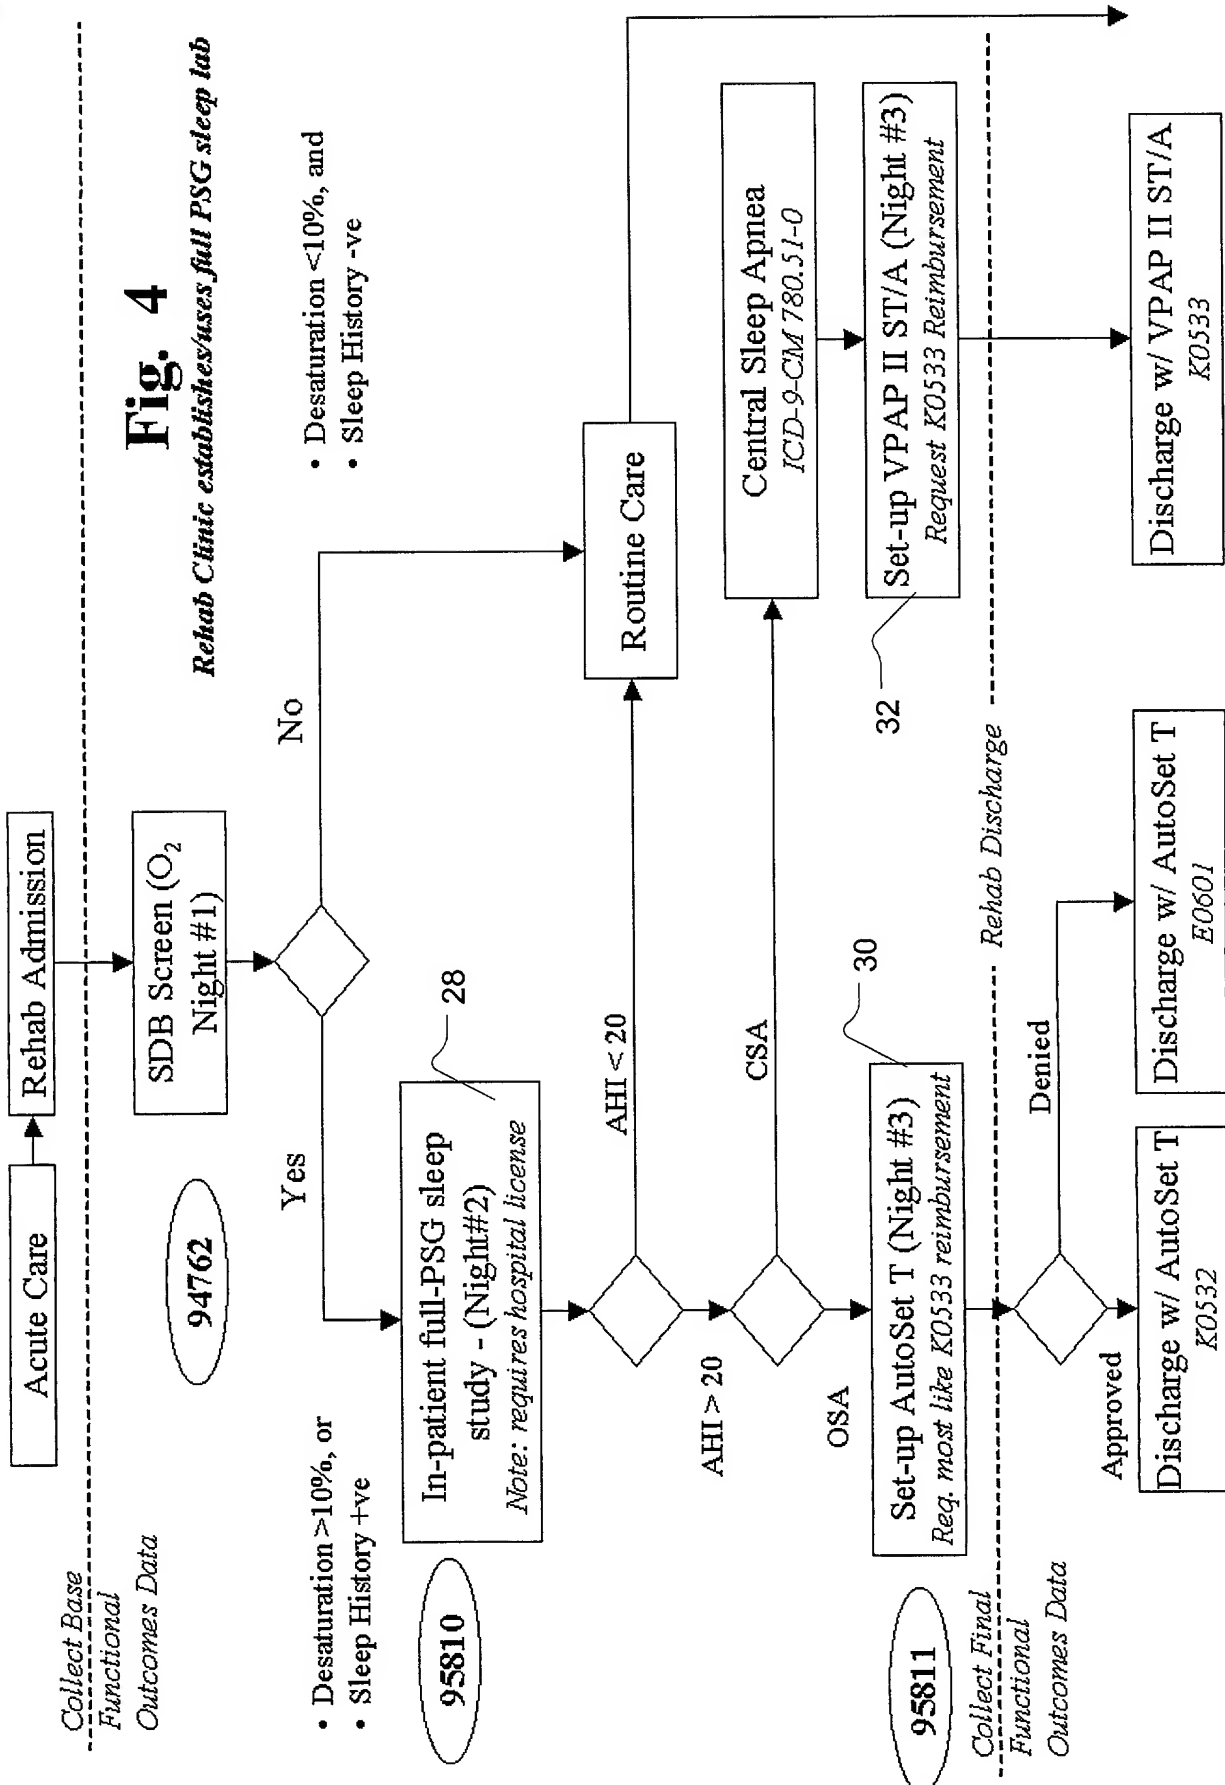 Fig. 4
Rehab Clinic establishes/uses full PSG sleep lab
Acute Care
Rehab Admission
Collect Base
Functional
Outcomes Data
94762
SDB Screen (O2
Night #1)
Yes
No
• Desaturation >10%, or
• Sleep History +ve
• Desaturation <10%, and
• Sleep History -ve
95810
In-patient full-PSG sleep
study - (Night#2)
Note: requires hospital license
28
AHI < 20
Routine Care
AHI > 20
CSA
Central Sleep Apnea
ICD-9-CM 780.51-0
OSA
95811
Set-up AutoSet T (Night #3)
Req. most like K0533 reimbursement
30
32
Set-up VPAP II ST/A (Night #3)
Request K0533 Reimbursement
Collect Final
Functional
Outcomes Data
Rehab Discharge
Approved
Denied
Discharge w/ AutoSet T
K0532
Discharge w/ AutoSet T
E0601
Discharge w/ VPAP II ST/A
K0533